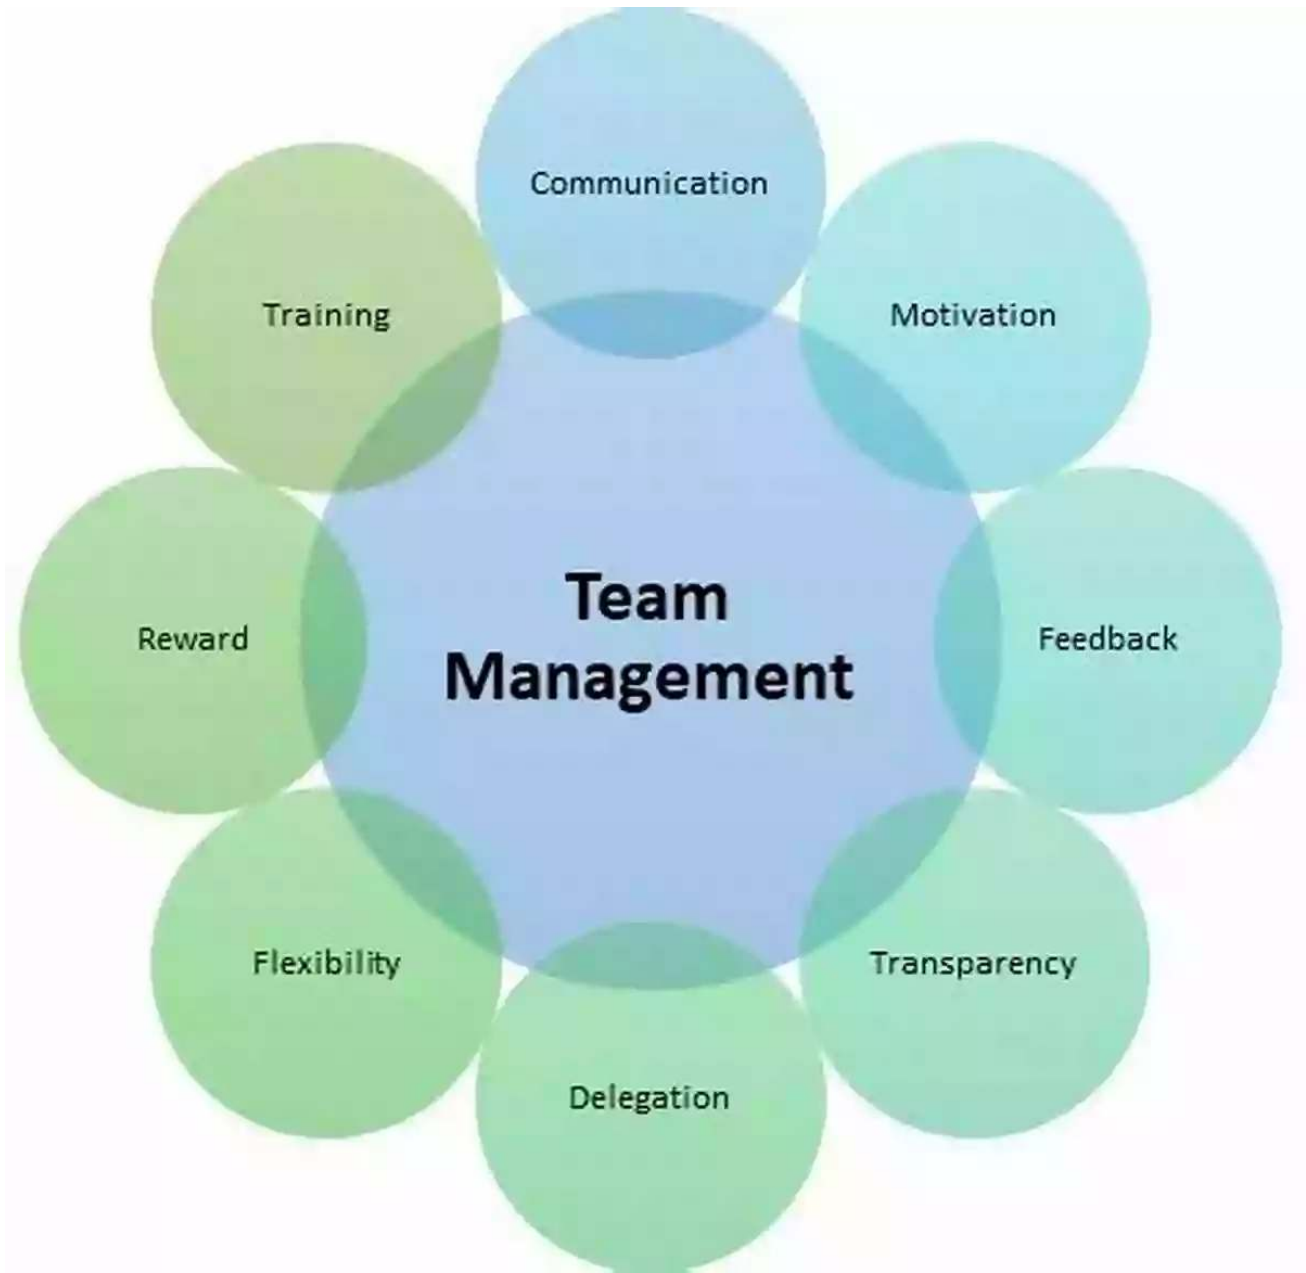 Communication
Motivation
Feedback
Transparency
Delegation
Flexibility
Reward
Training
Team
Management